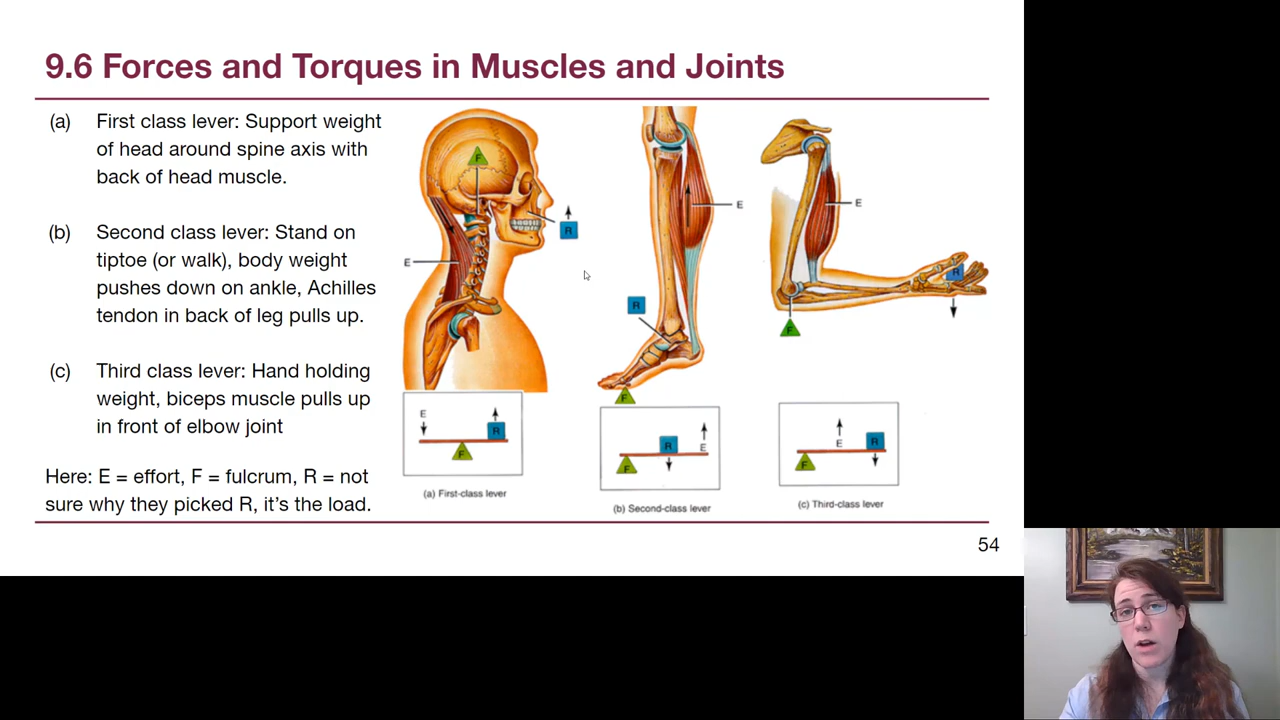 9.6 Forces and Torques in Muscles and Joints
(a) First class lever: Support weight
of head around spine axis with
back of head muscle.
(b) Second class lever: Stand on
tiptoe (or walk), body weight
pushes down on ankle, Achilles
tendon in back of leg pulls up.
(c) Third class lever: Hand holding
weight, biceps muscle pulls up
in front of elbow joint
Here: E = effort, F = fulcrum, R = not
sure why they picked R, it's the load.
F
R
E
E
R
F
E
R
F
E
R
F
(a) First-class lever
R
E
F
(b) Second-class lever
E
R
F
(c) Third-class lever
54